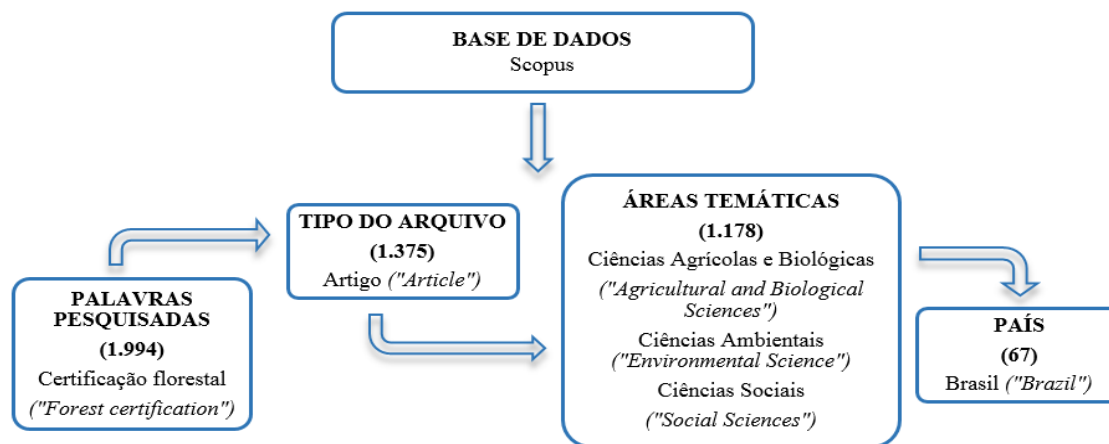 BASE DE DADOS
Scopus
PALAVRAS
PESQUISADAS
(1.994)
Certificação florestal
("Forest certification")
TIPO DO ARQUIVO
(1.375)
Artigo ("Article")
ÁREAS TEMÁTICAS
(1.178)
Ciências Agrícolas e Biológicas
("Agricultural and Biological
Sciences")
Ciências Ambientais
("Environmental Science")
Ciências Sociais
("Social Sciences")
PAÍS
(67)
Brasil ("Brazil")